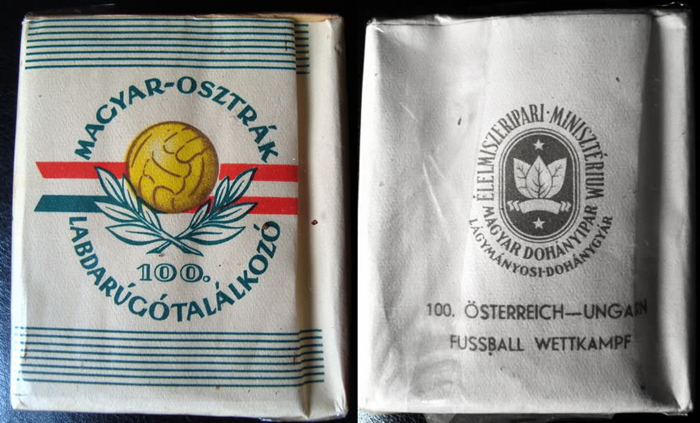 MAGYAR-OSZTRÁK
100.
LABDARÚGÓTALÁLKOZÓ
ÉLELMISZERIPARI·MINISZTÉRIUM
MAGYAR DOHÁNYIPAR
LÁGYMÁNYOSI-DOHÁNYGYÁR
100. ÖSTERREICH—UNGARN
FUSSBALL WETTKAMPF